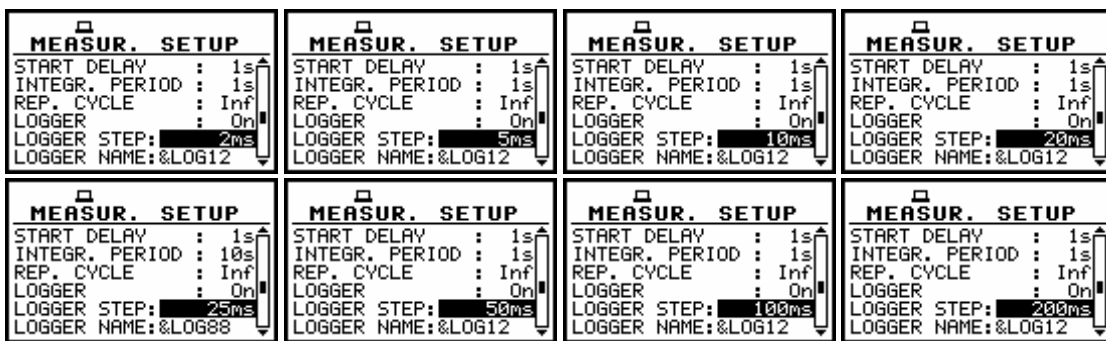 MEASUR. SETUP
START DELAY : 1s
INTEGR. PERIOD : 1s
REP. CYCLE : Inf
LOGGER : On
LOGGER STEP: 2ms
LOGGER NAME:&LOG12
MEASUR. SETUP
START DELAY : 1s
INTEGR. PERIOD : 1s
REP. CYCLE : Inf
LOGGER : On
LOGGER STEP: 5ms
LOGGER NAME:&LOG12
MEASUR. SETUP
START DELAY : 1s
INTEGR. PERIOD : 1s
REP. CYCLE : Inf
LOGGER : On
LOGGER STEP: 10ms
LOGGER NAME:&LOG12
MEASUR. SETUP
START DELAY : 1s
INTEGR. PERIOD : 1s
REP. CYCLE : Inf
LOGGER : On
LOGGER STEP: 20ms
LOGGER NAME:&LOG12
MEASUR. SETUP
START DELAY : 1s
INTEGR. PERIOD : 10s
REP. CYCLE : Inf
LOGGER : On
LOGGER STEP: 25ms
LOGGER NAME:&LOG88
MEASUR. SETUP
START DELAY : 1s
INTEGR. PERIOD : 1s
REP. CYCLE : Inf
LOGGER : On
LOGGER STEP: 50ms
LOGGER NAME:&LOG12
MEASUR. SETUP
START DELAY : 1s
INTEGR. PERIOD : 1s
REP. CYCLE : Inf
LOGGER : On
LOGGER STEP: 100ms
LOGGER NAME:&LOG12
MEASUR. SETUP
START DELAY : 1s
INTEGR. PERIOD : 1s
REP. CYCLE : Inf
LOGGER : On
LOGGER STEP: 200ms
LOGGER NAME:&LOG12